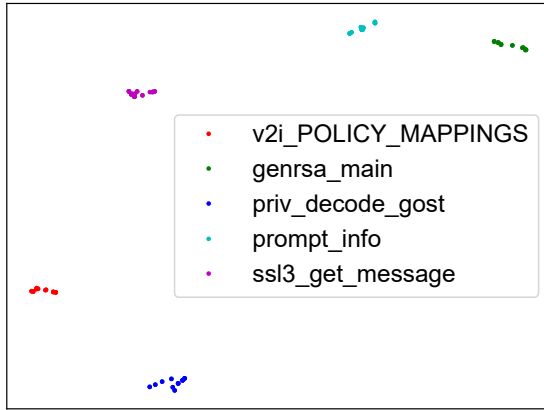 v2i_POLICY_MAPPINGS
genrsa_main
priv_decode_gost
prompt_info
ssl3_get_message